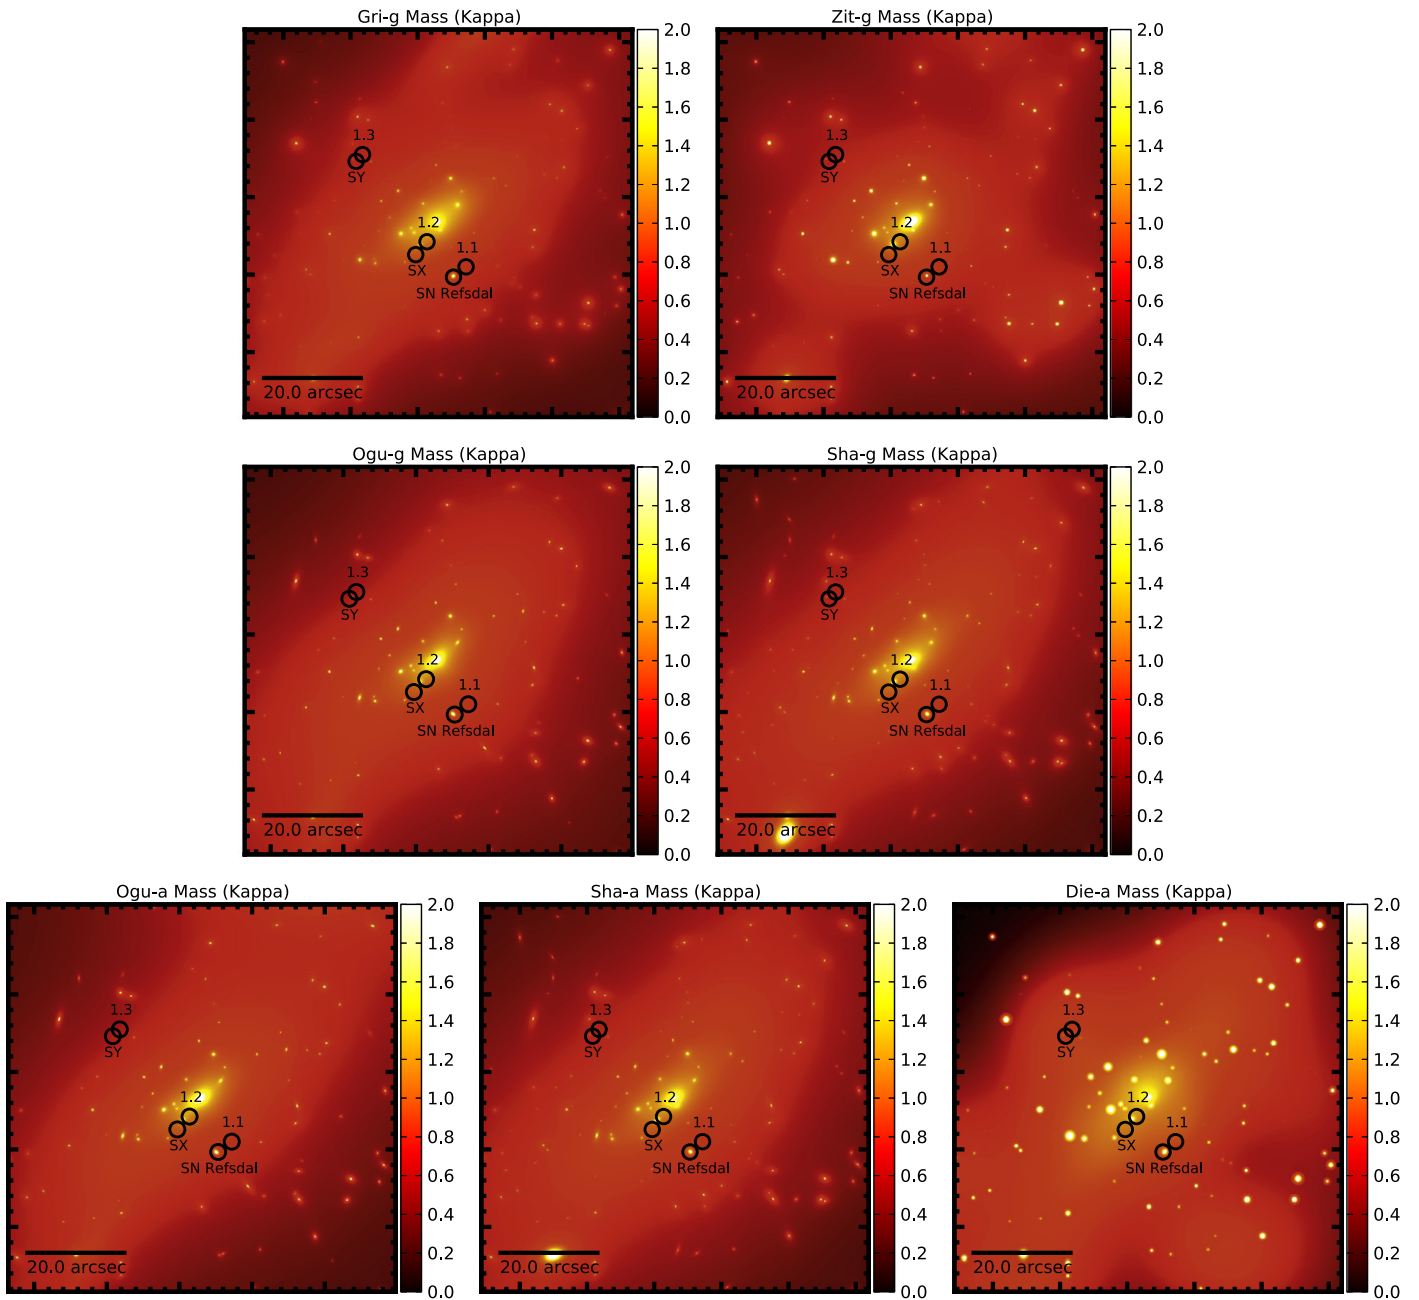 Gri-g Mass (Kappa)
2.0
1.8
1.6
1.4
1.2
1.0
0.8
0.6
0.4
0.2
0.0
1.3
SY
1.2
1.1
SX
SN Refsdal
20.0 arcsec
Zit-g Mass (Kappa)
2.0
1.8
1.6
1.4
1.2
1.0
0.8
0.6
0.4
0.2
0.0
1.3
SY
1.2
1.1
SX
SN Refsdal
20.0 arcsec
Ogu-g Mass (Kappa)
2.0
1.8
1.6
1.4
1.2
1.0
0.8
0.6
0.4
0.2
0.0
1.3
SY
1.2
1.1
SX
SN Refsdal
20.0 arcsec
Sha-g Mass (Kappa)
2.0
1.8
1.6
1.4
1.2
1.0
0.8
0.6
0.4
0.2
0.0
1.3
SY
1.2
1.1
SX
SN Refsdal
20.0 arcsec
Ogu-a Mass (Kappa)
2.0
1.8
1.6
1.4
1.2
1.0
0.8
0.6
0.4
0.2
0.0
1.3
SY
1.2
1.1
SX
SN Refsdal
20.0 arcsec
Sha-a Mass (Kappa)
2.0
1.8
1.6
1.4
1.2
1.0
0.8
0.6
0.4
0.2
0.0
1.3
SY
1.2
1.1
SX
SN Refsdal
20.0 arcsec
Die-a Mass (Kappa)
2.0
1.8
1.6
1.4
1.2
1.0
0.8
0.6
0.4
0.2
0.0
1.3
SY
1.2
1.1
SX
SN Refsdal
20.0 arcsec